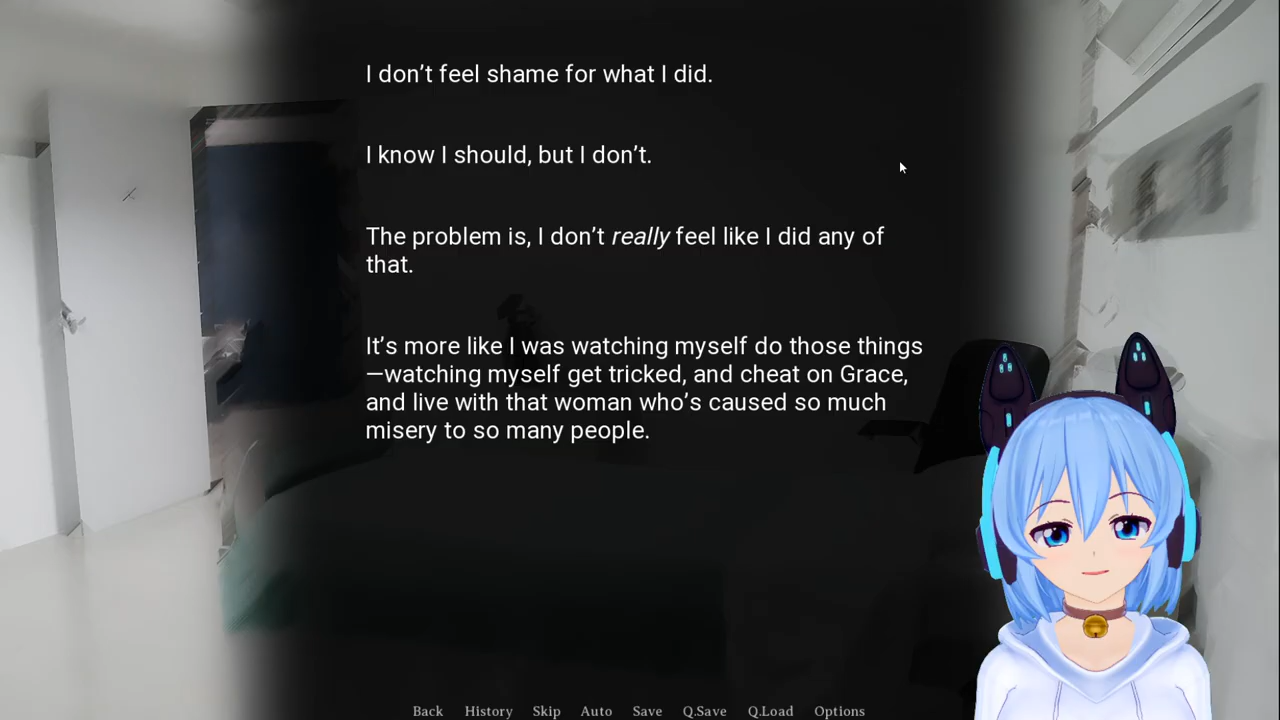 I don’t feel shame for what I did.
I know I should, but I don’t.
The problem is, I don’t really feel like I did any of
that.
It’s more like I was watching myself do those things
—watching myself get tricked, and cheat on Grace,
and live with that woman who’s caused so much
misery to so many people.
Back History Skip Auto Save Q.Save Q.Load Options